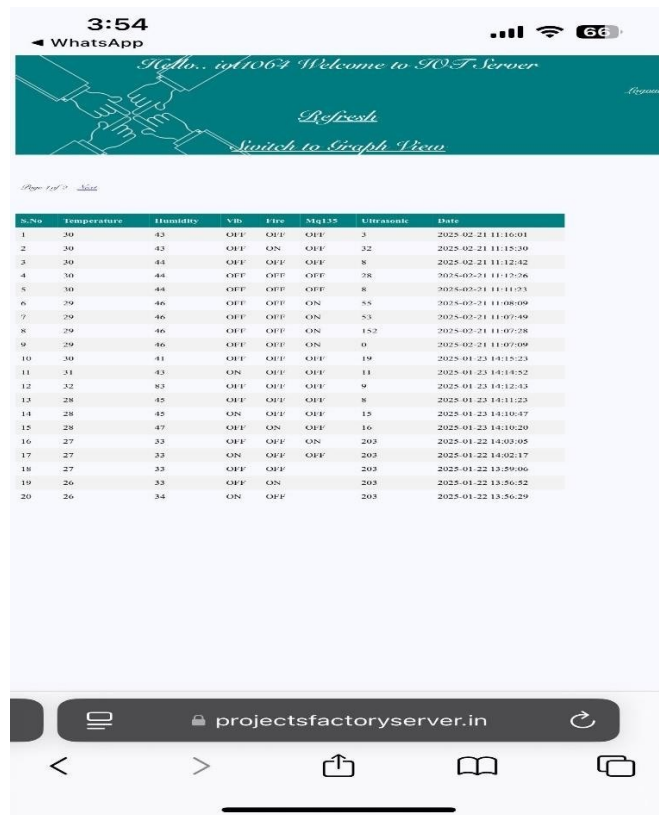 3:54
66
◄ WhatsApp
Hello.. iot1064 Welcome to IOT Server
Logout
Refresh
Switch to Graph View
Page 1 of 2 Next
S.No Temperature Humidity Vib Fire Mq135 Ultrasonic Date
1 30 43 OFF OFF OFF 3 2025-02-21 11:16:01
2 30 43 OFF ON OFF 32 2025-02-21 11:15:30
3 30 44 OFF OFF OFF 8 2025-02-21 11:12:42
4 30 44 OFF OFF OFF 28 2025-02-21 11:12:26
5 30 44 OFF OFF OFF 8 2025-02-21 11:11:23
6 29 46 OFF OFF ON 55 2025-02-21 11:08:09
7 29 46 OFF OFF ON 53 2025-02-21 11:07:49
8 29 46 OFF OFF ON 152 2025-02-21 11:07:28
9 29 46 OFF OFF ON 0 2025-02-21 11:07:09
10 30 41 OFF OFF OFF 19 2025-01-23 14:15:23
11 31 43 ON OFF OFF 11 2025-01-23 14:14:52
12 32 83 OFF OFF OFF 9 2025-01-23 14:12:43
13 28 45 OFF OFF OFF 8 2025-01-23 14:11:23
14 28 45 ON OFF OFF 15 2025-01-23 14:10:47
15 28 47 OFF ON OFF 16 2025-01-23 14:10:20
16 27 33 OFF OFF ON 203 2025-01-22 14:03:05
17 27 33 ON OFF OFF 203 2025-01-22 14:02:17
18 27 33 OFF OFF 203 2025-01-22 13:59:06
19 26 33 OFF ON 203 2025-01-22 13:56:52
20 26 34 ON OFF 203 2025-01-22 13:56:29
projectsfactoryserver.in